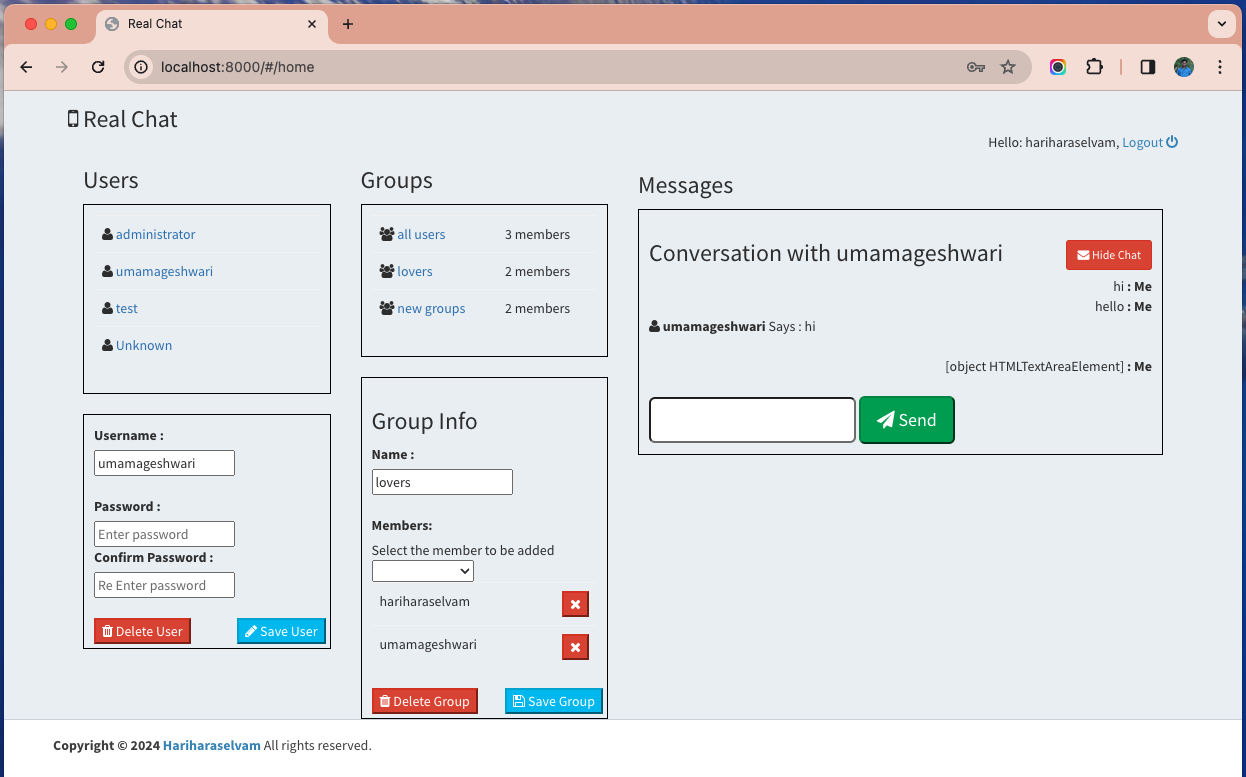 Real Chat
localhost:8000/#/home
Real Chat
Hello: hariharaselvam, Logout
Users
administrator
umamageshwari
test
Unknown
Username :
umamageshwari
Password :
Enter password
Confirm Password :
Re Enter password
Delete User Save User
Groups
all users 3 members
lovers 2 members
new groups 2 members
Group Info
Name :
lovers
Members:
Select the member to be added
hariharaselvam
umamageshwari
Delete Group Save Group
Messages
Conversation with umamageshwari Hide Chat
hi : Me
hello : Me
umamageshwari Says : hi
[object HTMLTextAreaElement] : Me
Send
Copyright © 2024 Hariharaselvam All rights reserved.